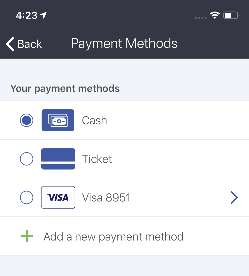 4:23
Back Payment Methods
Your payment methods
Cash
Ticket
VISA Visa 8951
Add a new payment method